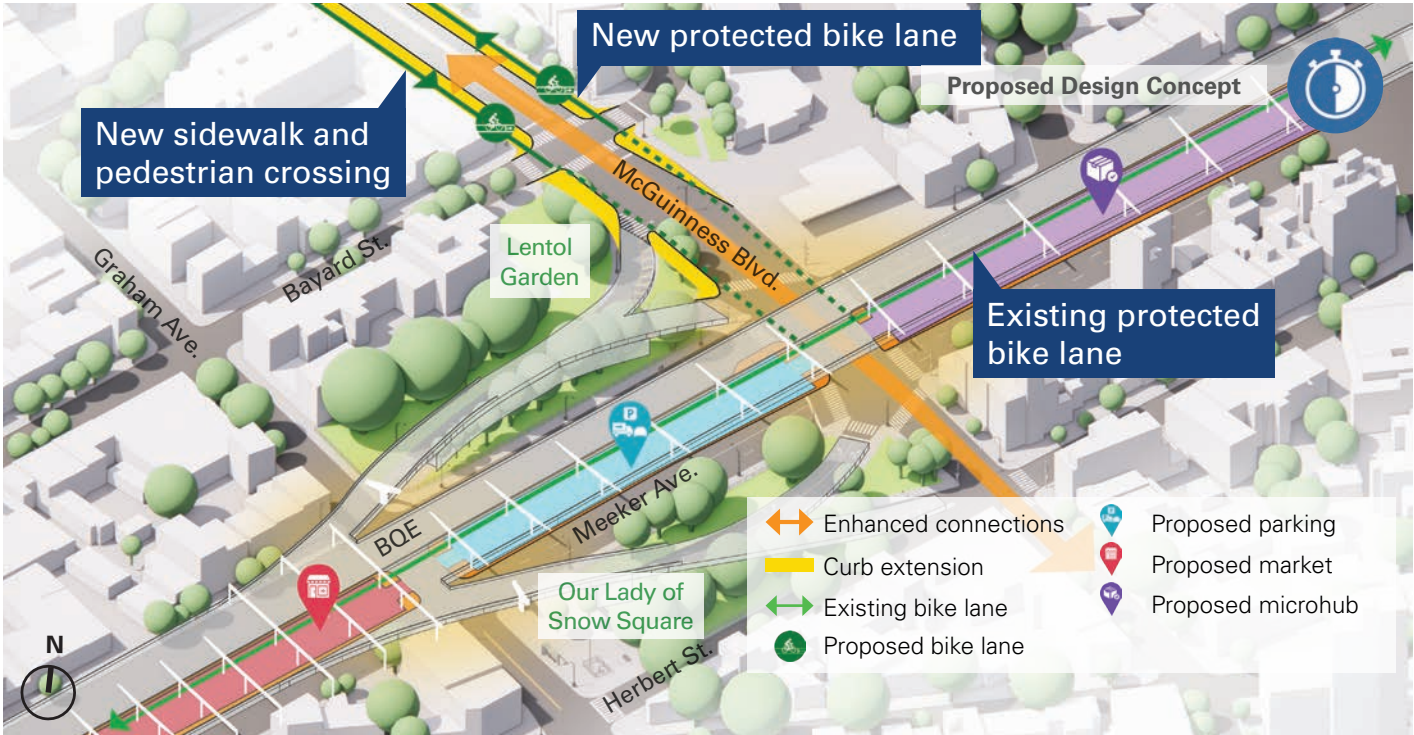 New protected bike lane
Proposed Design Concept
New sidewalk and
pedestrian crossing
McGuinness Blvd.
Lentol
Garden
Bayard St.
Graham Ave.
Existing protected
bike lane
P
BQE
Meeker Ave.
Our Lady of
Snow Square
Herbert St.
N
Enhanced connections
Curb extension
Existing bike lane
Proposed bike lane
Proposed parking
Proposed market
Proposed microhub